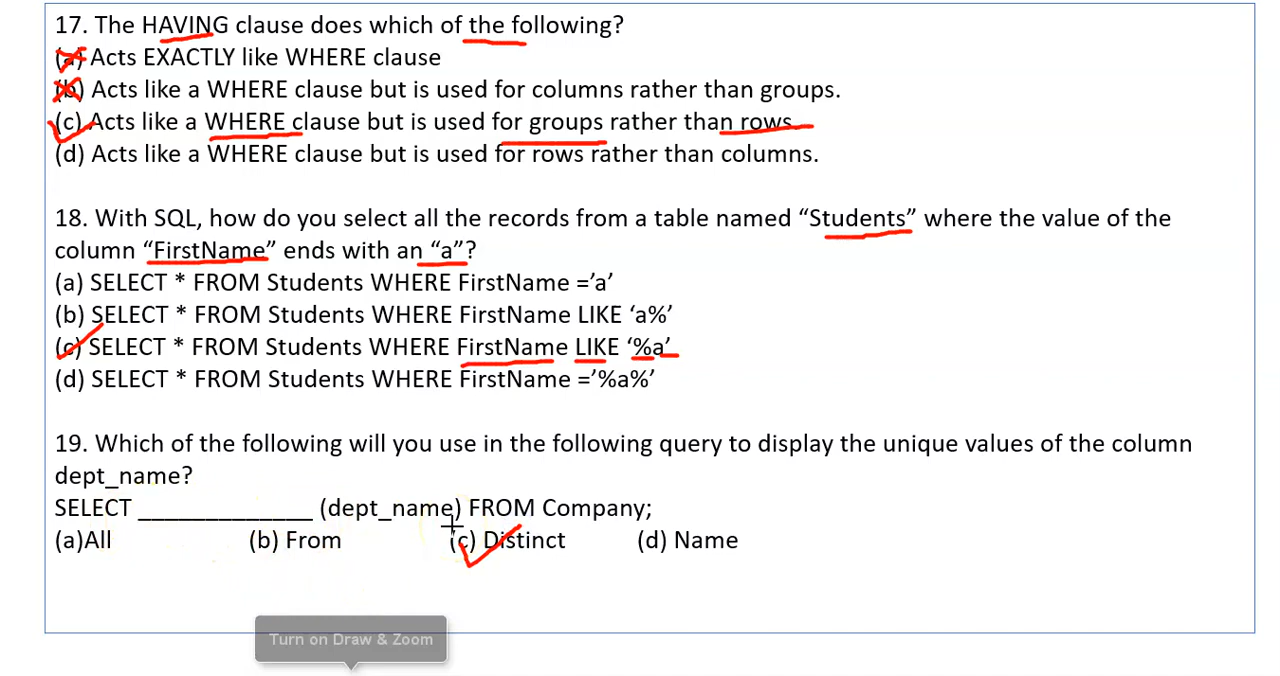 17. The HAVING clause does which of the following?
(a) Acts EXACTLY like WHERE clause
(b) Acts like a WHERE clause but is used for columns rather than groups.
(c) Acts like a WHERE clause but is used for groups rather than rows.
(d) Acts like a WHERE clause but is used for rows rather than columns.
18. With SQL, how do you select all the records from a table named “Students” where the value of the
column “FirstName” ends with an “a”?
(a) SELECT * FROM Students WHERE FirstName =’a’
(b) SELECT * FROM Students WHERE FirstName LIKE ‘a%’
(c) SELECT * FROM Students WHERE FirstName LIKE ‘%a’
(d) SELECT * FROM Students WHERE FirstName =’%a%’
19. Which of the following will you use in the following query to display the unique values of the column
dept_name?
SELECT _____________ (dept_name) FROM Company;
(a)All (b) From (c) Distinct (d) Name
Turn on Draw & Zoom